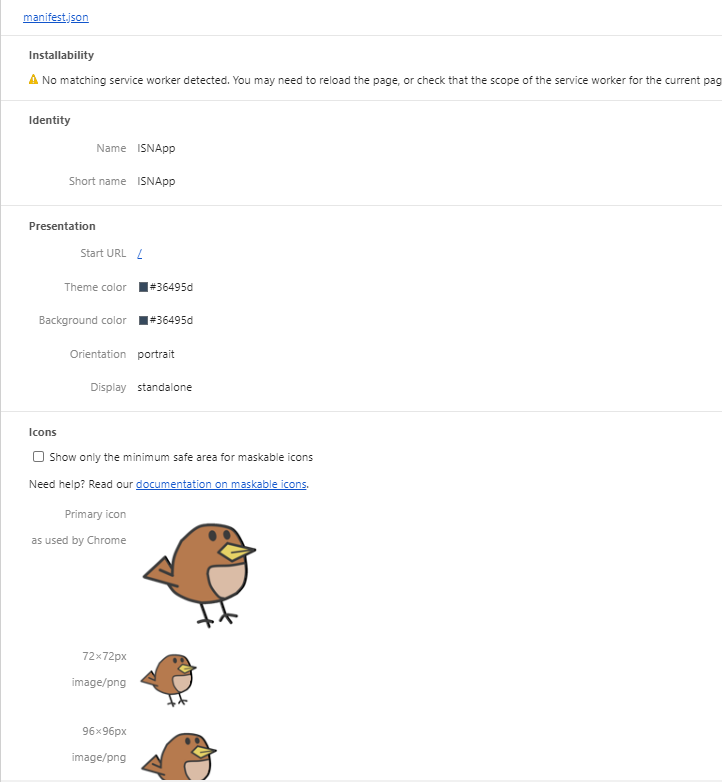 manifest.json
Installability
No matching service worker detected. You may need to reload the page, or check that the scope of the service worker for the current pag
Identity
Name ISNApp
Short name ISNApp
Presentation
Start URL /
Theme color #36495d
Background color #36495d
Orientation portrait
Display standalone
Icons
Show only the minimum safe area for maskable icons
Need help? Read our documentation on maskable icons.
Primary icon
as used by Chrome
72×72px
image/png
96×96px
image/png